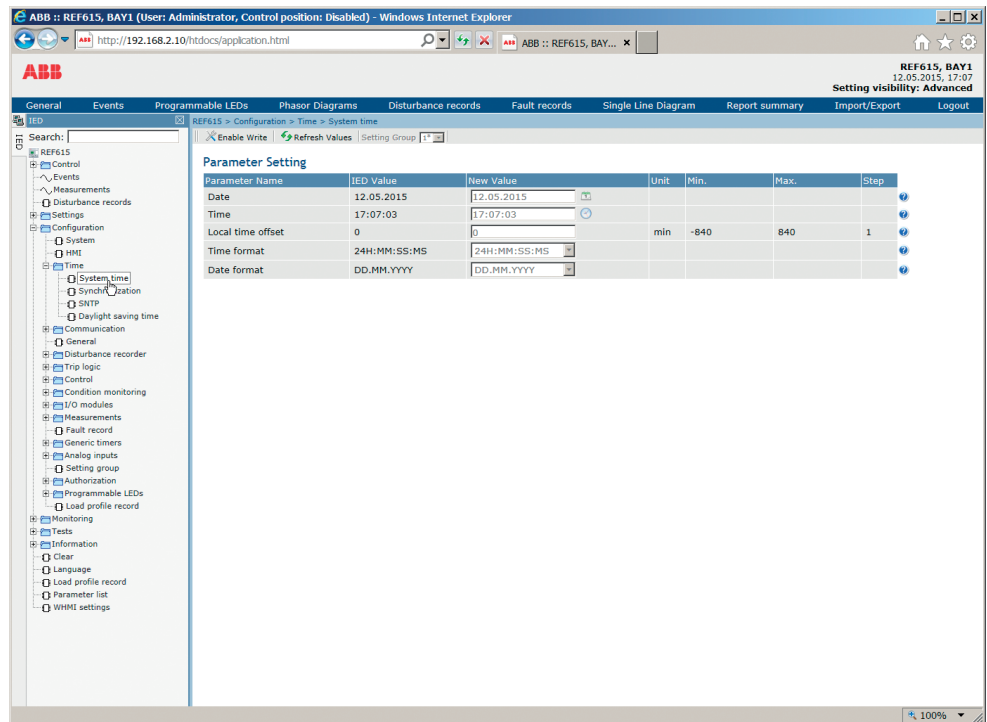 ABB :: REF615, BAY1 (User: Administrator, Control position: Disabled) - Windows Internet Explorer
http://192.168.2.10/htdocs/application.html
ABB ABB :: REF615, BAY... ×
ABB
REF615, BAY1
12.05.2015, 17:07
Setting visibility: Advanced
General Events Programmable LEDs Phasor Diagrams Disturbance records Fault records Single Line Diagram Report summary Import/Export Logout
IED
IED
REF615 > Configuration > Time > System time
Search:
Enable Write Refresh Values Setting Group 1*
REF615
Control
Events
Measurements
Disturbance records
Settings
Configuration
System
HMI
Time
System time
Synchronization
SNTP
Daylight saving time
Communication
General
Disturbance recorder
Trip logic
Control
Condition monitoring
I/O modules
Measurements
Fault record
Generic timers
Analog inputs
Setting group
Authorization
Programmable LEDs
Load profile record
Monitoring
Tests
Information
Clear
Language
Load profile record
Parameter list
WHMI settings
Parameter Setting
Parameter Name IED Value New Value Unit Min. Max. Step
Date 12.05.2015 12.05.2015
Time 17:07:03 17:07:03
Local time offset 0 0 min -840 840 1
Time format 24H:MM:SS:MS 24H:MM:SS:MS
Date format DD.MM.YYYY DD.MM.YYYY
100%